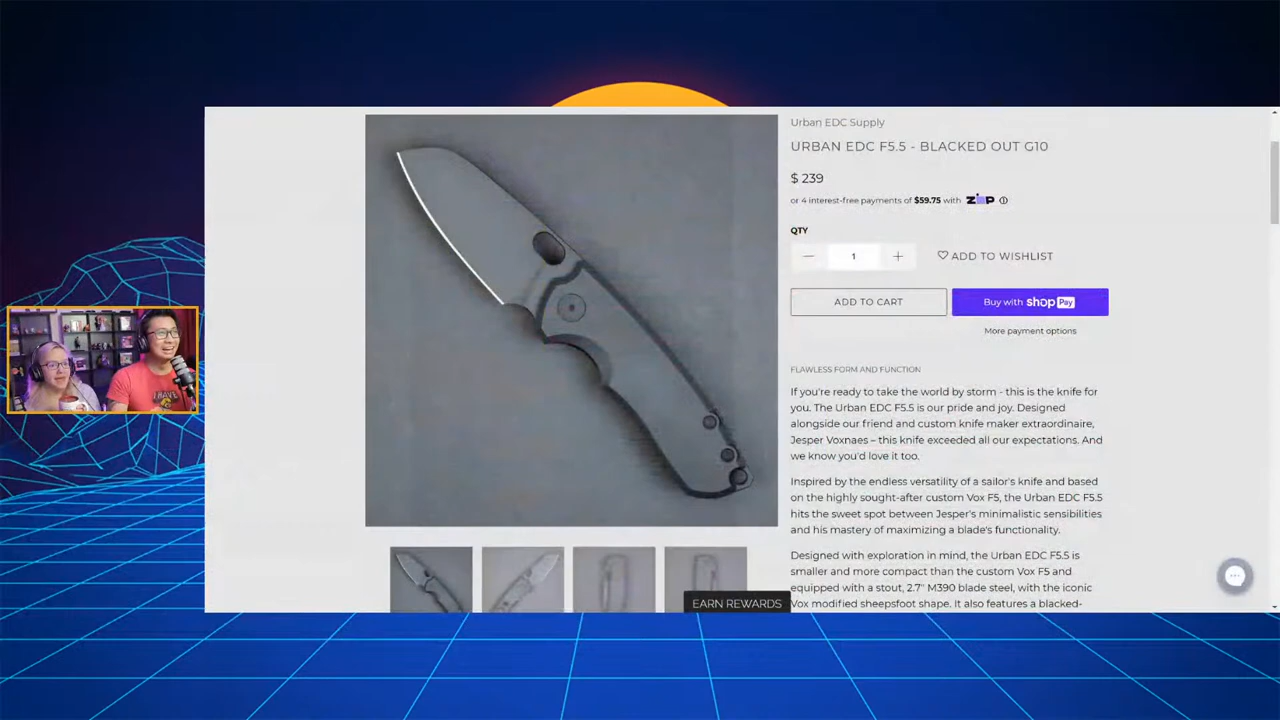 Urban EDC Supply
URBAN EDC F5.5 - BLACKED OUT G10
$ 239
or 4 interest-free payments of $59.75 with ZIP
QTY
1
ADD TO WISHLIST
ADD TO CART
Buy with shop Pay
More payment options
FLAWLESS FORM AND FUNCTION
If you're ready to take the world by storm - this is the knife for
you. The Urban EDC F5.5 is our pride and joy. Designed
alongside our friend and custom knife maker extraordinaire,
Jesper Voxnaes – this knife exceeded all our expectations. And
we know you'd love it too.
Inspired by the endless versatility of a sailor's knife and based
on the highly sought-after custom Vox F5, the Urban EDC F5.5
hits the sweet spot between Jesper's minimalistic sensibilities
and his mastery of maximizing a blade's functionality.
Designed with exploration in mind, the Urban EDC F5.5 is
smaller and more compact than the custom Vox F5 and
equipped with a stout, 2.7" M390 blade steel, with the iconic
Vox modified sheepsfoot shape. It also features a blacked-
EARN REWARDS